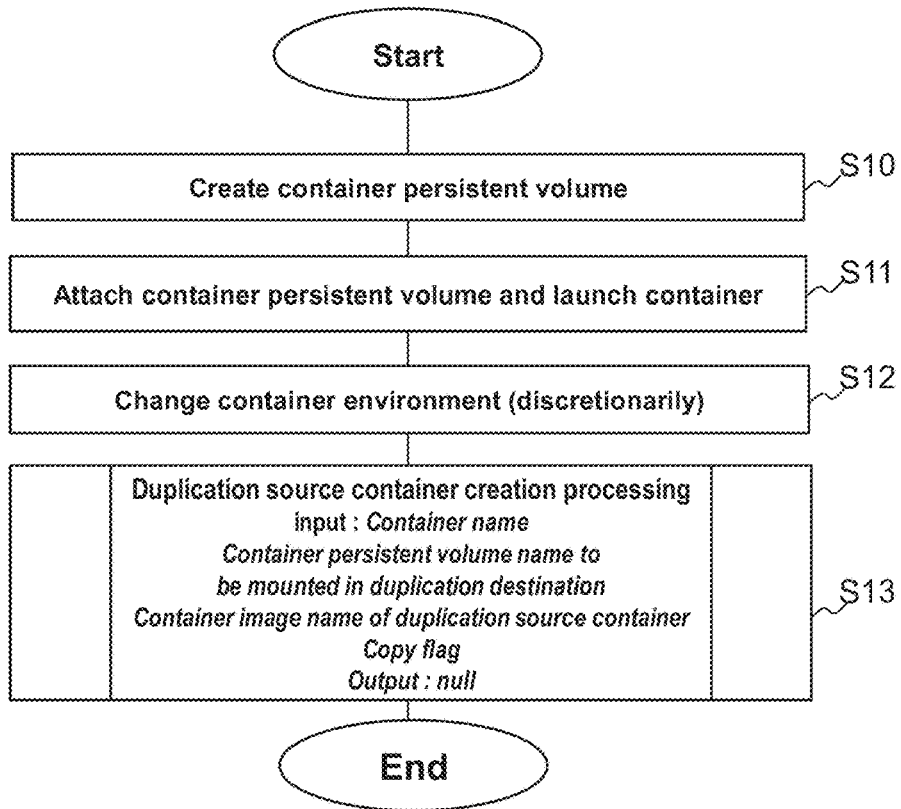 Start
Create container persistent volume
S10
Attach container persistent volume and launch container
S11
Change container environment (discretionarily)
S12
Duplication source container creation processing
input : Container name
Container persistent volume name to
be mounted in duplication destination
Container image name of duplication source container
Copy flag
Output : null
S13
End